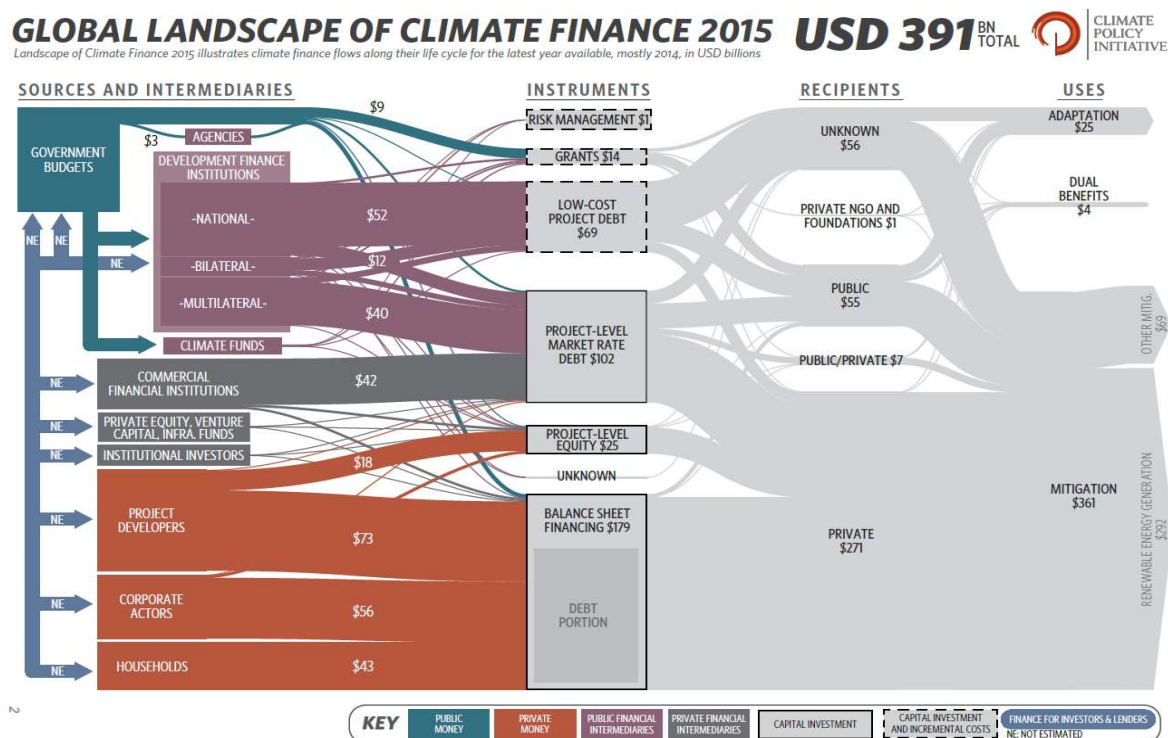 GLOBAL LANDSCAPE OF CLIMATE FINANCE 2015
USD 391 BN TOTAL
CLIMATE
POLICY
INITIATIVE
Landscape of Climate Finance 2015 illustrates climate finance flows along their life cycle for the latest year available, mostly 2014, in USD billions
SOURCES AND INTERMEDIARIES
INSTRUMENTS
RECIPIENTS
USES
GOVERNMENT
BUDGETS
$3
$9
AGENCIES
DEVELOPMENT FINANCE
INSTITUTIONS
-NATIONAL-
$52
-BILATERAL-
$12
-MULTILATERAL-
$40
CLIMATE FUNDS
NE
NE
NE
NE
COMMERCIAL
FINANCIAL INSTITUTIONS
$42
NE
PRIVATE EQUITY, VENTURE
CAPITAL, INFRA. FUNDS
NE
INSTITUTIONAL INVESTORS
$18
NE
PROJECT
DEVELOPERS
$73
NE
CORPORATE
ACTORS
$56
NE
HOUSEHOLDS
$43
RISK MANAGEMENT $1
GRANTS $14
LOW-COST
PROJECT DEBT
$69
PROJECT-LEVEL
MARKET RATE
DEBT $102
PROJECT-LEVEL
EQUITY $25
UNKNOWN
BALANCE SHEET
FINANCING $179
DEBT
PORTION
UNKNOWN
$56
PRIVATE NGO AND
FOUNDATIONS $1
PUBLIC
$55
PUBLIC/PRIVATE $7
PRIVATE
$271
ADAPTATION
$25
DUAL
BENEFITS
$4
OTHER MITIG.
$69
MITIGATION
$361
RENEWABLE ENERGY GENERATION
$292
2
KEY
PUBLIC
MONEY
PRIVATE
MONEY
PUBLIC FINANCIAL
INTERMEDIARIES
PRIVATE FINANCIAL
INTERMEDIARIES
CAPITAL INVESTMENT
CAPITAL INVESTMENT
AND INCREMENTAL COSTS
FINANCE FOR INVESTORS & LENDERS
NE: NOT ESTIMATED